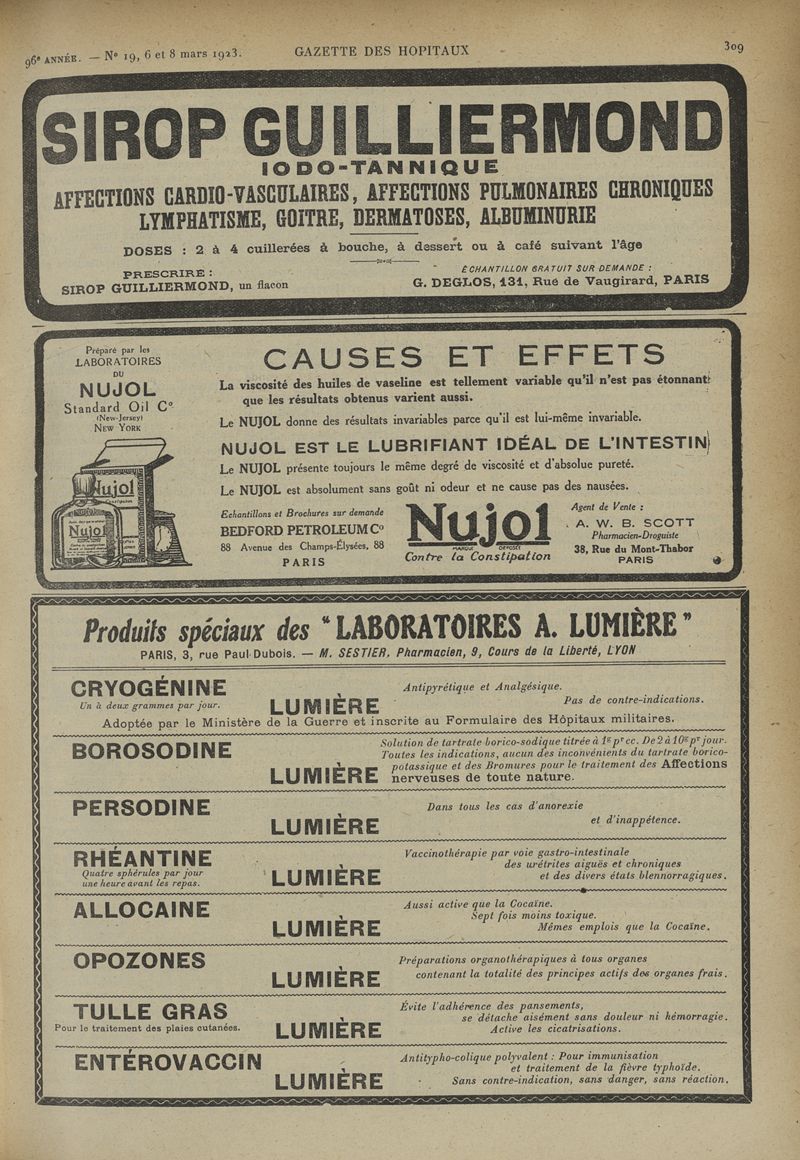 96e ANNÉE. — No 19, 6 et 8 mars 1923.
GAZETTE DES HOPITAUX
309
SIROP GUILLIERMOND
IODO-TANNIQUE
AFFECTIONS CARDIO-VASCULAIRES, AFFECTIONS PULMONAIRES CHRONIQUES
LYMPHATISME, GOITRE, DERMATOSES, ALBUMINURIE
DOSES : 2 à 4 cuillerées à bouche, à dessert ou à café suivant l'âge
PRESCRIRE :
SIROP GUILLIERMOND, un flacon
ÉCHANTILLON GRATUIT SUR DEMANDE :
G. DEGLOS, 131, Rue de Vaugirard, PARIS
Préparé par les
LABORATOIRES
DU
NUJOL
Standard Oil Co
(New-Jersey)
NEW YORK
Nujol
Nujol
CAUSES ET EFFETS
La viscosité des huiles de vaseline est tellement variable qu'il n'est pas étonnant
que les résultats obtenus varient aussi.
Le NUJOL donne des résultats invariables parce qu'il est lui-même invariable.
NUJOL EST LE LUBRIFIANT IDÉAL DE L'INTESTIN
Le NUJOL présente toujours le même degré de viscosité et d'absolue pureté.
Le NUJOL est absolument sans goût ni odeur et ne cause pas des nausées.
Echantillons et Brochures sur demande
BEDFORD PETROLEUM Co
88 Avenue des Champs-Élysées, 88
PARIS
Nujol
MARQUE DÉPOSÉE
Contre la Constipation
Agent de Vente :
A. W. B. SCOTT
Pharmacien-Droguiste
38, Rue du Mont-Thabor
PARIS
Produits spéciaux des "LABORATOIRES A. LUMIÈRE"
PARIS, 3, rue Paul-Dubois. — M. SESTIER, Pharmacien, 9, Cours de la Liberté, LYON
CRYOGÉNINE
Un à deux grammes par jour.
LUMIÈRE
Antipyrétique et Analgésique.
Pas de contre-indications.
Adoptée par le Ministère de la Guerre et inscrite au Formulaire des Hôpitaux militaires.
BOROSODINE
LUMIÈRE
Solution de tartrate borico-sodique titrée à 1gr pr cc. De 2 à 10gr pr jour.
Toutes les indications, aucun des inconvénients du tartrate borico-
potassique et des Bromures pour le traitement des Affections
nerveuses de toute nature.
PERSODINE
LUMIÈRE
Dans tous les cas d'anorexie
et d'inappétence.
RHÉANTINE
Quatre sphérules par jour
une heure avant les repas.
LUMIÈRE
Vaccinothérapie par voie gastro-intestinale
des urétrites aiguës et chroniques
et des divers états blennorragiques.
ALLOCAINE
LUMIÈRE
Aussi active que la Cocaïne.
Sept fois moins toxique.
Mêmes emplois que la Cocaïne.
OPOZONES
LUMIÈRE
Préparations organothérapiques à tous organes
contenant la totalité des principes actifs des organes frais.
TULLE GRAS
Pour le traitement des plaies cutanées.
LUMIÈRE
Évite l'adhérence des pansements,
se détache aisément sans douleur ni hémorragie.
Active les cicatrisations.
ENTÉROVACCIN
LUMIÈRE
Antitypho-colique polyvalent : Pour immunisation
et traitement de la fièvre typhoïde.
Sans contre-indication, sans danger, sans réaction.